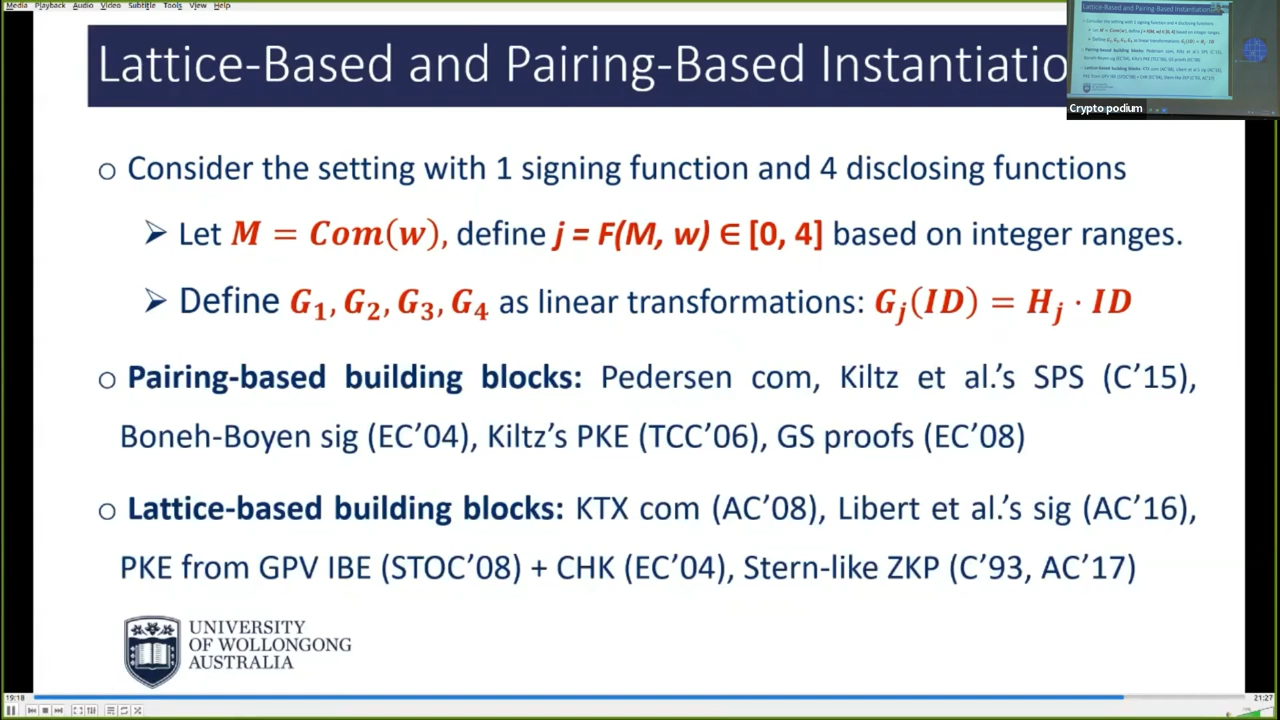 Media Playback Audio Video Subtitle Tools View Help
Lattice-Based and Pairing-Based Instantiatio
Crypto podium
○ Consider the setting with 1 signing function and 4 disclosing functions
➢ Let M = Com(w), define j = F(M, w) ∈ [0, 4] based on integer ranges.
➢ Define G₁, G₂, G₃, G₄ as linear transformations: Gⱼ(ID) = Hⱼ · ID
○ Pairing-based building blocks: Pedersen com, Kiltz et al.’s SPS (C’15),
Boneh-Boyen sig (EC’04), Kiltz’s PKE (TCC’06), GS proofs (EC’08)
○ Lattice-based building blocks: KTX com (AC’08), Libert et al.’s sig (AC’16),
PKE from GPV IBE (STOC’08) + CHK (EC’04), Stern-like ZKP (C’93, AC’17)
UNIVERSITY
OF WOLLONGONG
AUSTRALIA
19:18
21:27